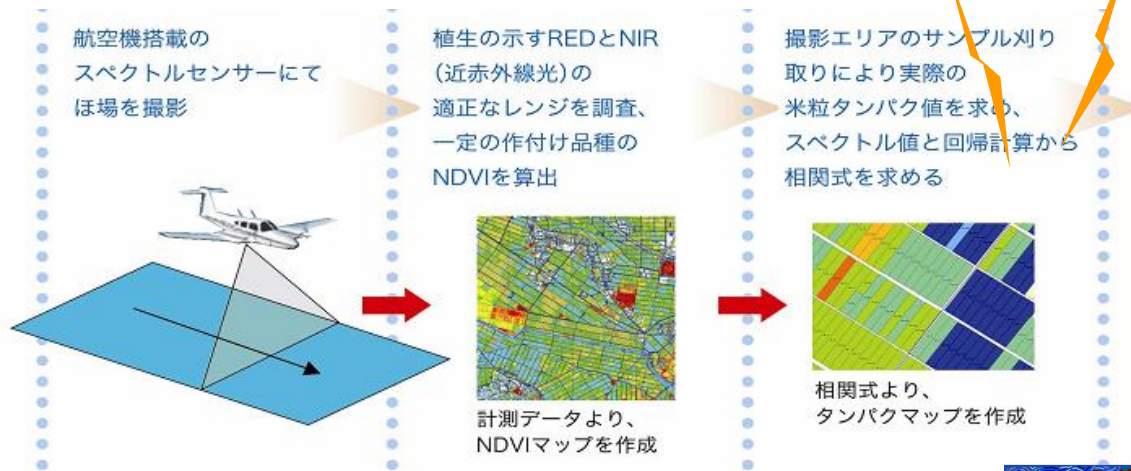 航空機搭載の
スペクトルセンサーにて
ほ場を撮影
植生の示すREDとNIR
(近赤外線光)の
適正なレンジを調査、
一定の作付け品種の
NDVIを算出
撮影エリアのサンプル刈り
取りにより実際の
米粒タンパク値を求め、
スペクトル値と回帰計算から
相関式を求める
計測データより、
NDVIマップを作成
相関式より、
タンパクマップを作成